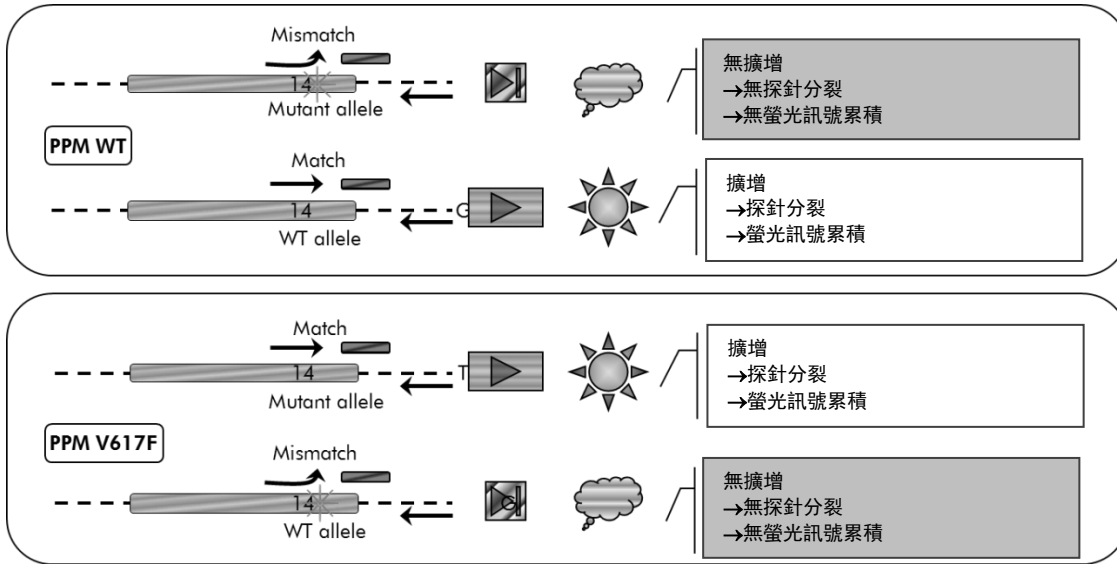 Mismatch
14
Mutant allele
無擴增
→無探針分裂
→無螢光訊號累積
PPM WT
Match
14
WT allele
G
擴增
→探針分裂
→螢光訊號累積
Match
14
Mutant allele
T
擴增
→探針分裂
→螢光訊號累積
PPM V617F
Mismatch
14
WT allele
G
無擴增
→無探針分裂
→無螢光訊號累積